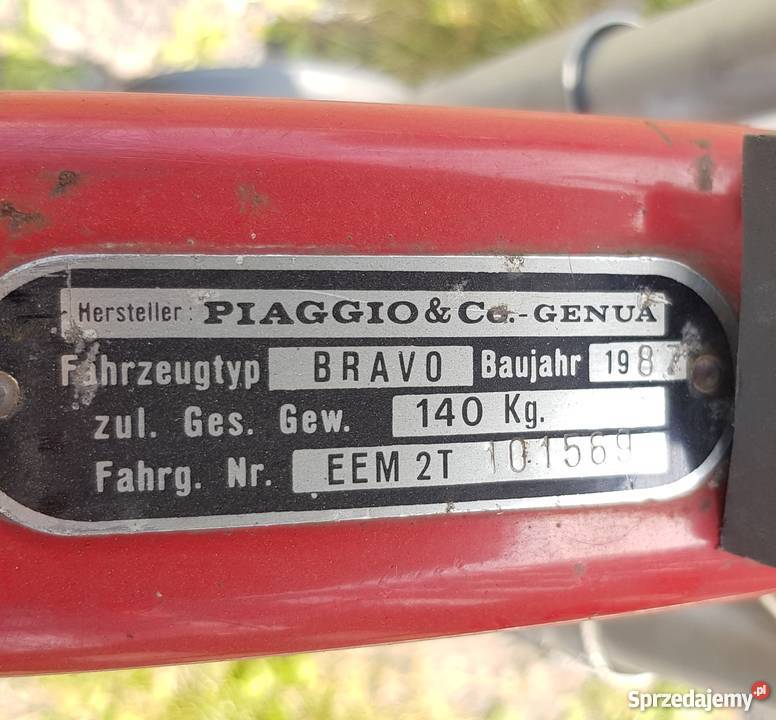 Hersteller: PIAGGIO & Co.-GENUA
Fahrzeugtyp BRAVO Baujahr 1987
zul. Ges. Gew. 140 Kg.
Fahrg. Nr. EEM 2T 101569
Sprzedajemy.pl